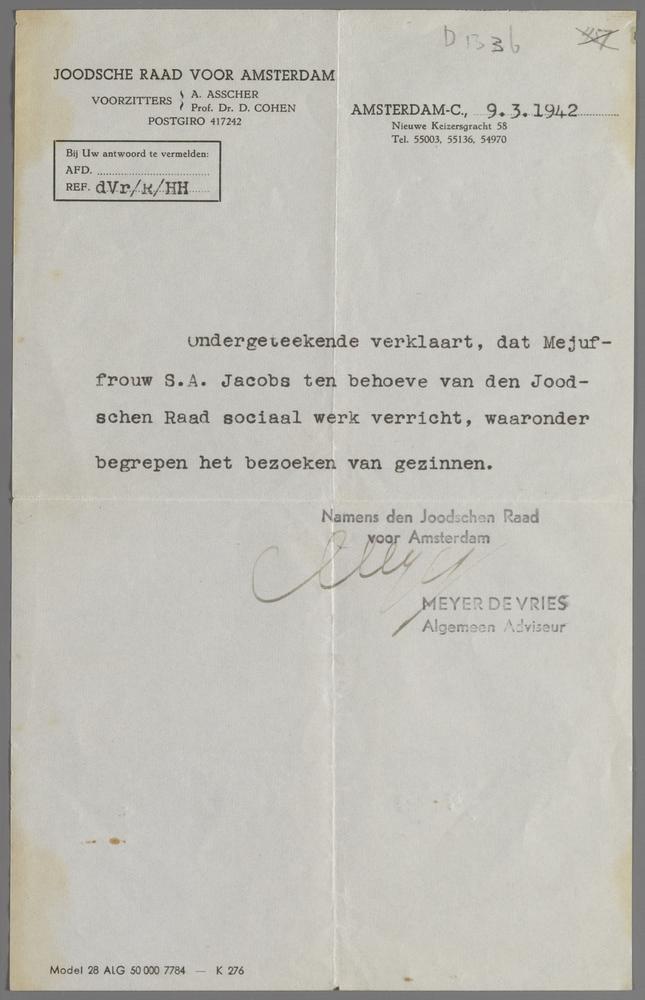 D 1336
JOODSCHE RAAD VOOR AMSTERDAM
VOORZITTERS } A. ASSCHER
Prof. Dr. D. COHEN
POSTGIRO 417242
AMSTERDAM-C., 9.3.1942
Nieuwe Keizersgracht 58
Tel. 55003, 55136, 54970
Bij Uw antwoord te vermelden:
AFD.
REF. dVr/K/HH
Ondergeteekende verklaart, dat Mejuf-
frouw S.A. Jacobs ten behoeve van den Jood-
schen Raad sociaal werk verricht, waaronder
begrepen het bezoeken van gezinnen.
Namens den Joodschen Raad
voor Amsterdam
MEYER DE VRIES
Algemeen Adviseur
Model 28 ALG 50 000 7784 — K 276